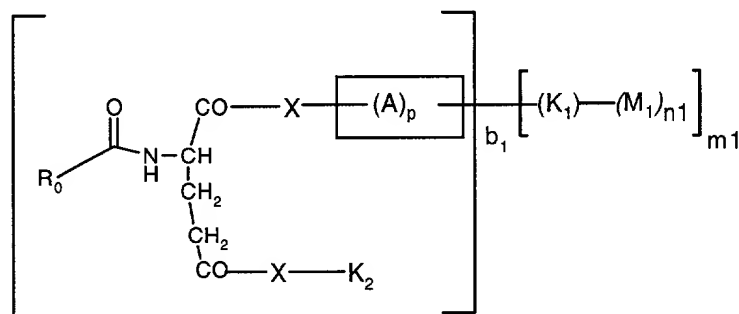 CO—X—(A)p—(K1)—(M1)n1
b1
m1
O
R0
N
H
CH
CH2
CH2
CO—X—K2